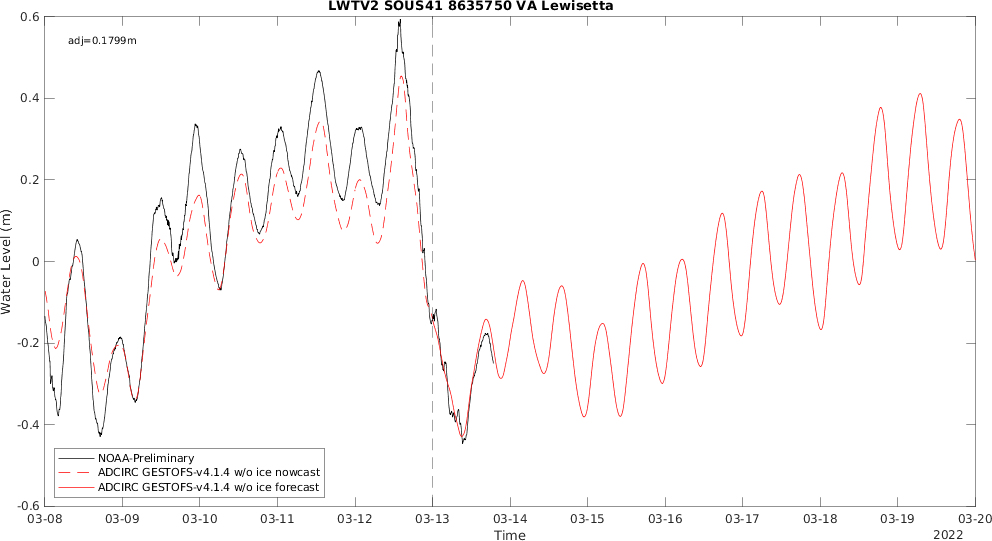 LWTV2 SOUS41 8635750 VA Lewisetta
adj=0.1799m
0.6
0.4
0.2
0
-0.2
-0.4
-0.6
Water Level (m)
NOAA-Preliminary
ADCIRC GESTOFS-v4.1.4 w/o ice nowcast
ADCIRC GESTOFS-v4.1.4 w/o ice forecast
03-08 03-09 03-10 03-11 03-12 03-13 03-14 03-15 03-16 03-17 03-18 03-19 03-20
Time
2022